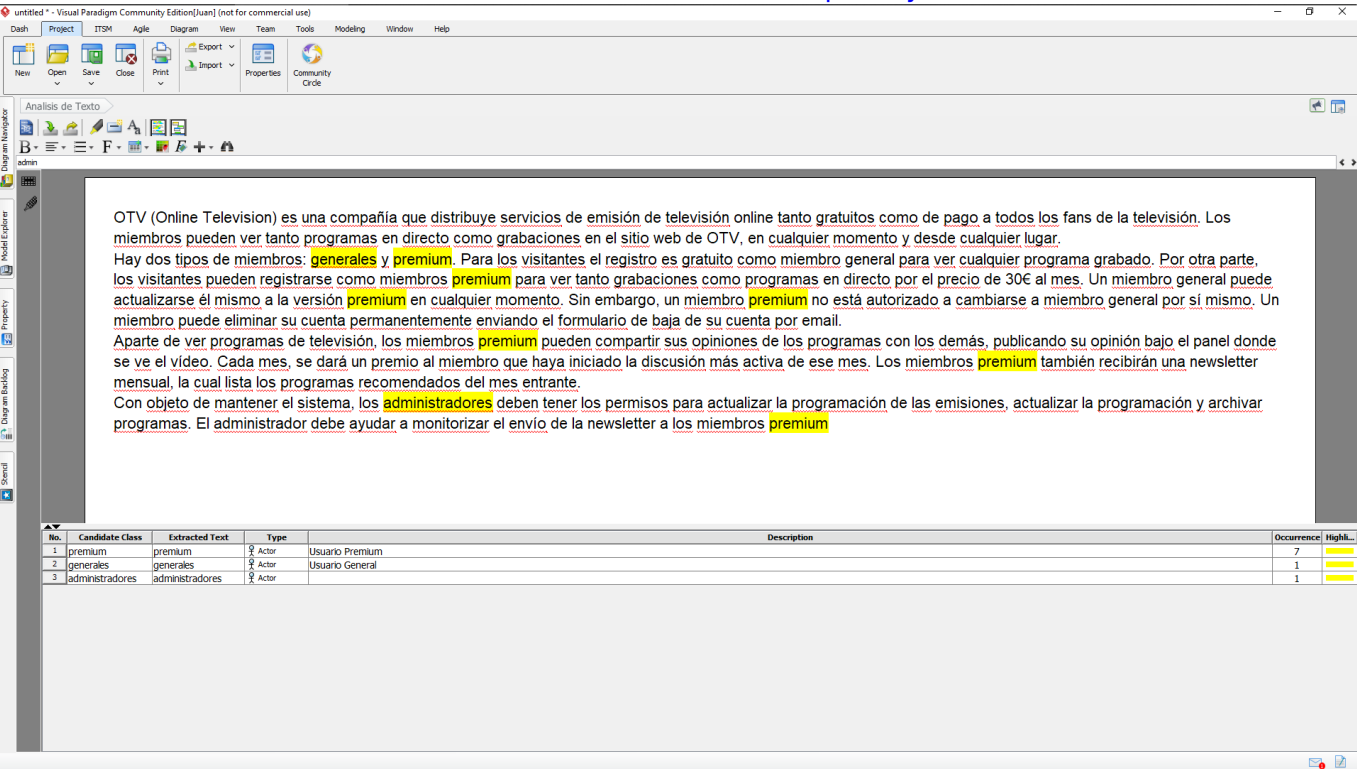 untitled * - Visual Paradigm Community Edition[Juan] (not for commercial use)
Dash Project ITSM Agile Diagram View Team Tools Modeling Window Help
New Open Save Close Print Export Import Properties Community Circle
Analisis de Texto
admin
Diagram Navigator
Model Explorer
Property
Diagram Backlog
Stencil
OTV (Online Television) es una compañía que distribuye servicios de emisión de televisión online tanto gratuitos como de pago a todos los fans de la televisión. Los
miembros pueden ver tanto programas en directo como grabaciones en el sitio web de OTV, en cualquier momento y desde cualquier lugar.
Hay dos tipos de miembros: generales y premium. Para los visitantes el registro es gratuito como miembro general para ver cualquier programa grabado. Por otra parte,
los visitantes pueden registrarse como miembros premium para ver tanto grabaciones como programas en directo por el precio de 30€ al mes. Un miembro general puede
actualizarse él mismo a la versión premium en cualquier momento. Sin embargo, un miembro premium no está autorizado a cambiarse a miembro general por sí mismo. Un
miembro puede eliminar su cuenta permanentemente enviando el formulario de baja de su cuenta por email.
Aparte de ver programas de televisión, los miembros premium pueden compartir sus opiniones de los programas con los demás, publicando su opinión bajo el panel donde
se ve el vídeo. Cada mes, se dará un premio al miembro que haya iniciado la discusión más activa de ese mes. Los miembros premium también recibirán una newsletter
mensual, la cual lista los programas recomendados del mes entrante.
Con objeto de mantener el sistema, los administradores deben tener los permisos para actualizar la programación de las emisiones, actualizar la programación y archivar
programas. El administrador debe ayudar a monitorizar el envío de la newsletter a los miembros premium
No. Candidate Class Extracted Text Type Description Occurrence Highli...
1 premium premium Actor Usuario Premium 7
2 generales generales Actor Usuario General 1
3 administradores administradores Actor 1